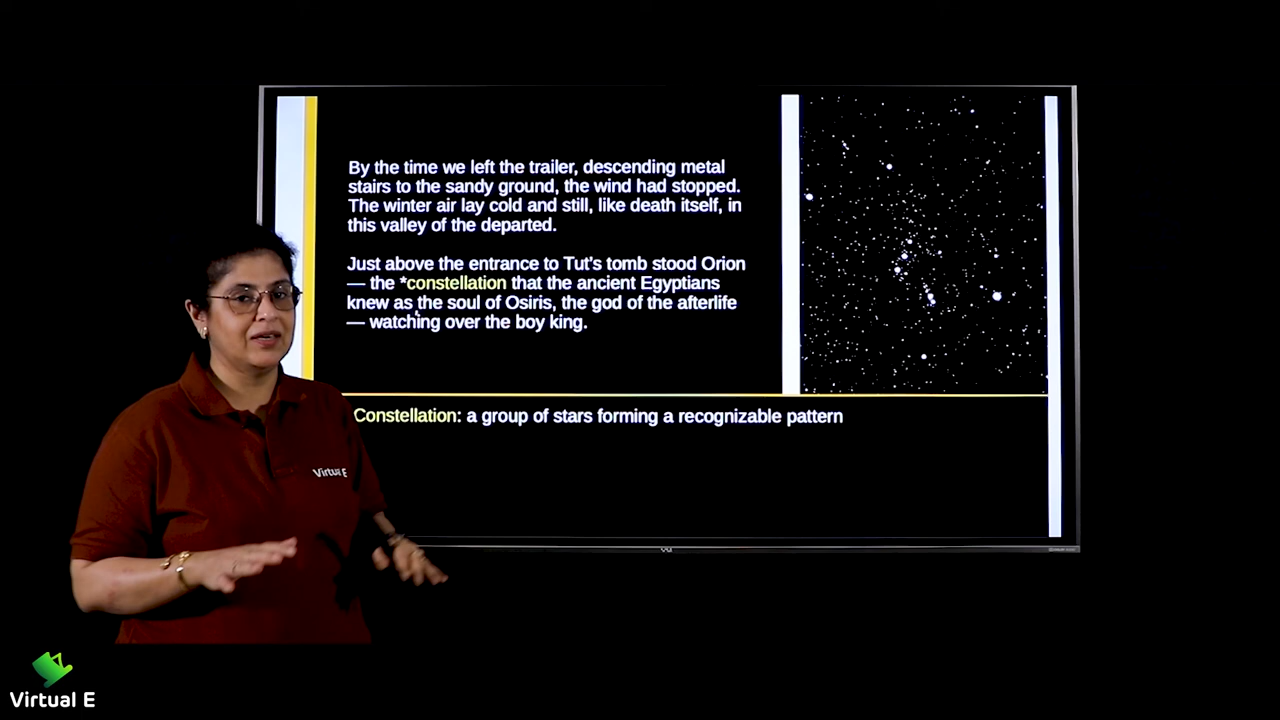 By the time we left the trailer, descending metal
stairs to the sandy ground, the wind had stopped.
The winter air lay cold and still, like death itself, in
this valley of the departed.
Just above the entrance to Tut's tomb stood Orion
— the *constellation that the ancient Egyptians
knew as the soul of Osiris, the god of the afterlife
— watching over the boy king.
Constellation: a group of stars forming a recognizable pattern
Virtual E
Virtual E